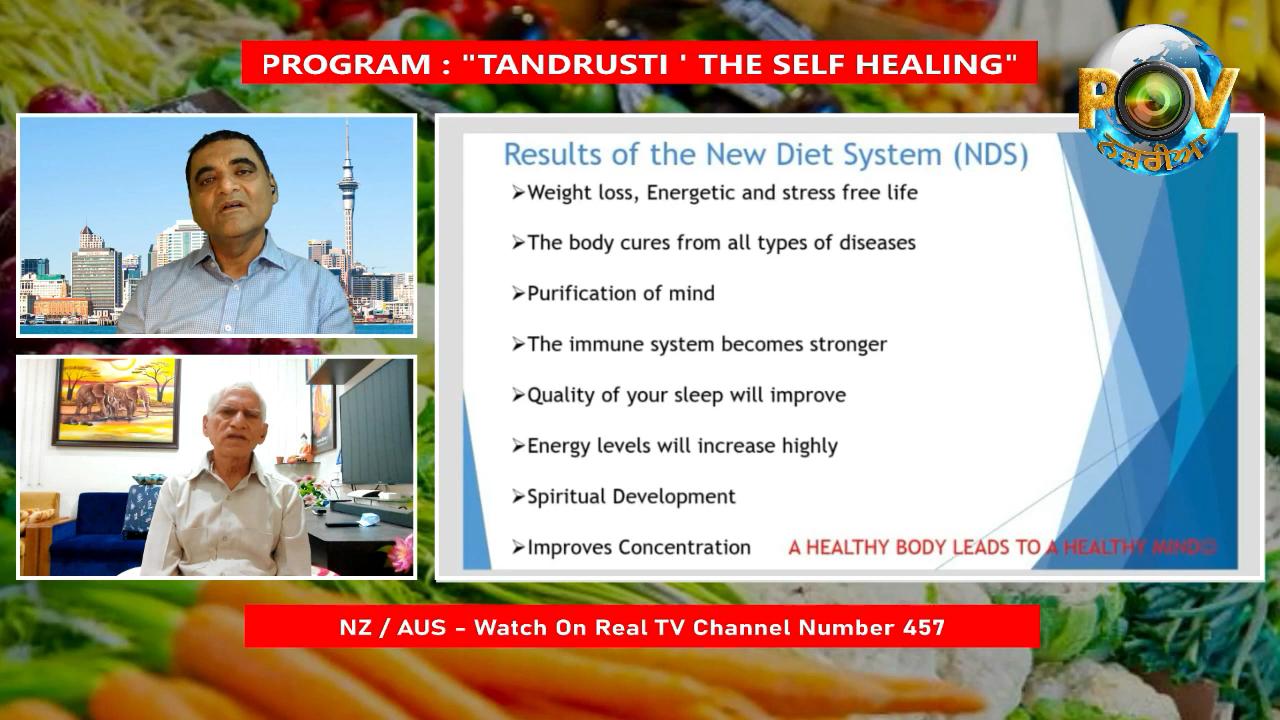 PROGRAM : "TANDRUSTI ' THE SELF HEALING"
POV
ਨਜ਼ਰੀਆ
Results of the New Diet System (NDS)
➢Weight loss, Energetic and stress free life
➢The body cures from all types of diseases
➢Purification of mind
➢The immune system becomes stronger
➢Quality of your sleep will improve
➢Energy levels will increase highly
➢Spiritual Development
➢Improves Concentration
A HEALTHY BODY LEADS TO A HEALTHY MIND☺
NZ / AUS - Watch On Real TV Channel Number 457